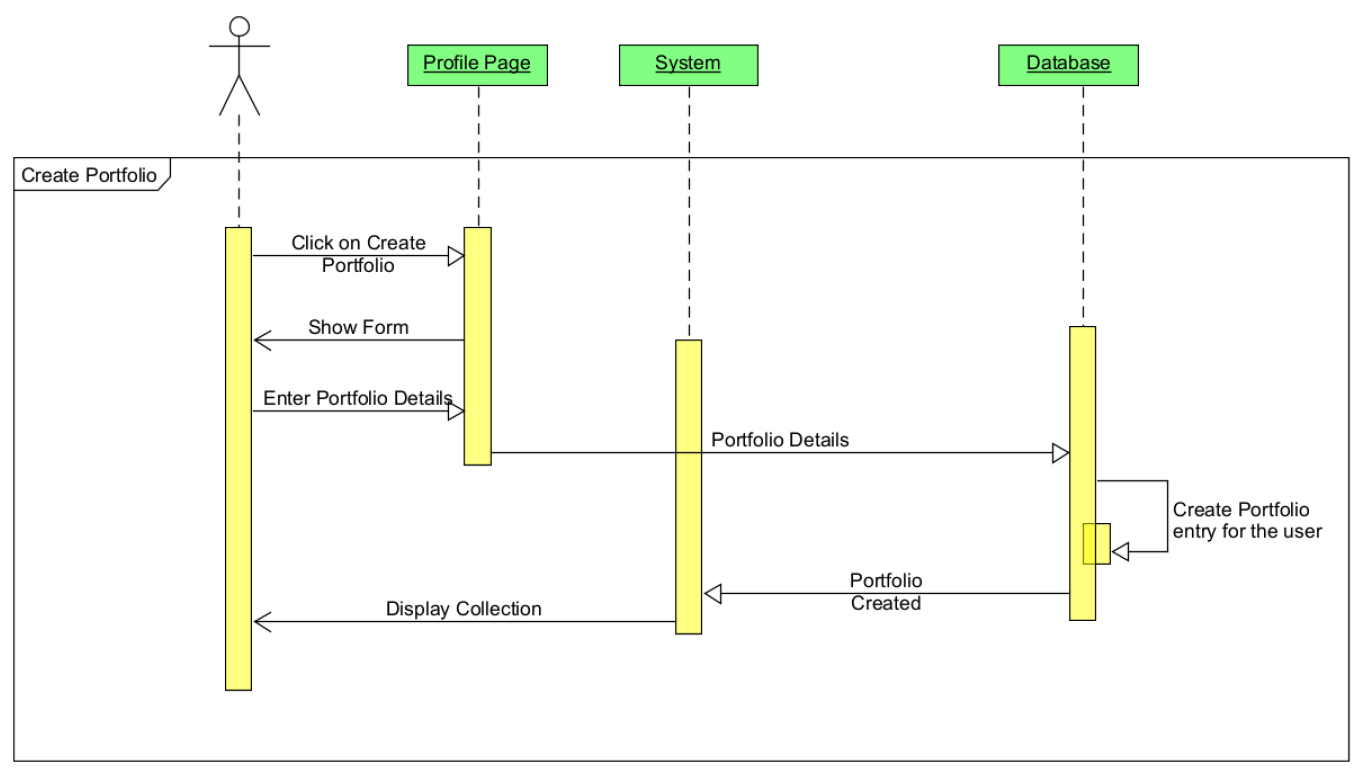 Profile Page
System
Database
Create Portfolio
Click on Create
Portfolio
Show Form
Enter Portfolio Details
Portfolio Details
Create Portfolio
entry for the user
Portfolio
Created
Display Collection